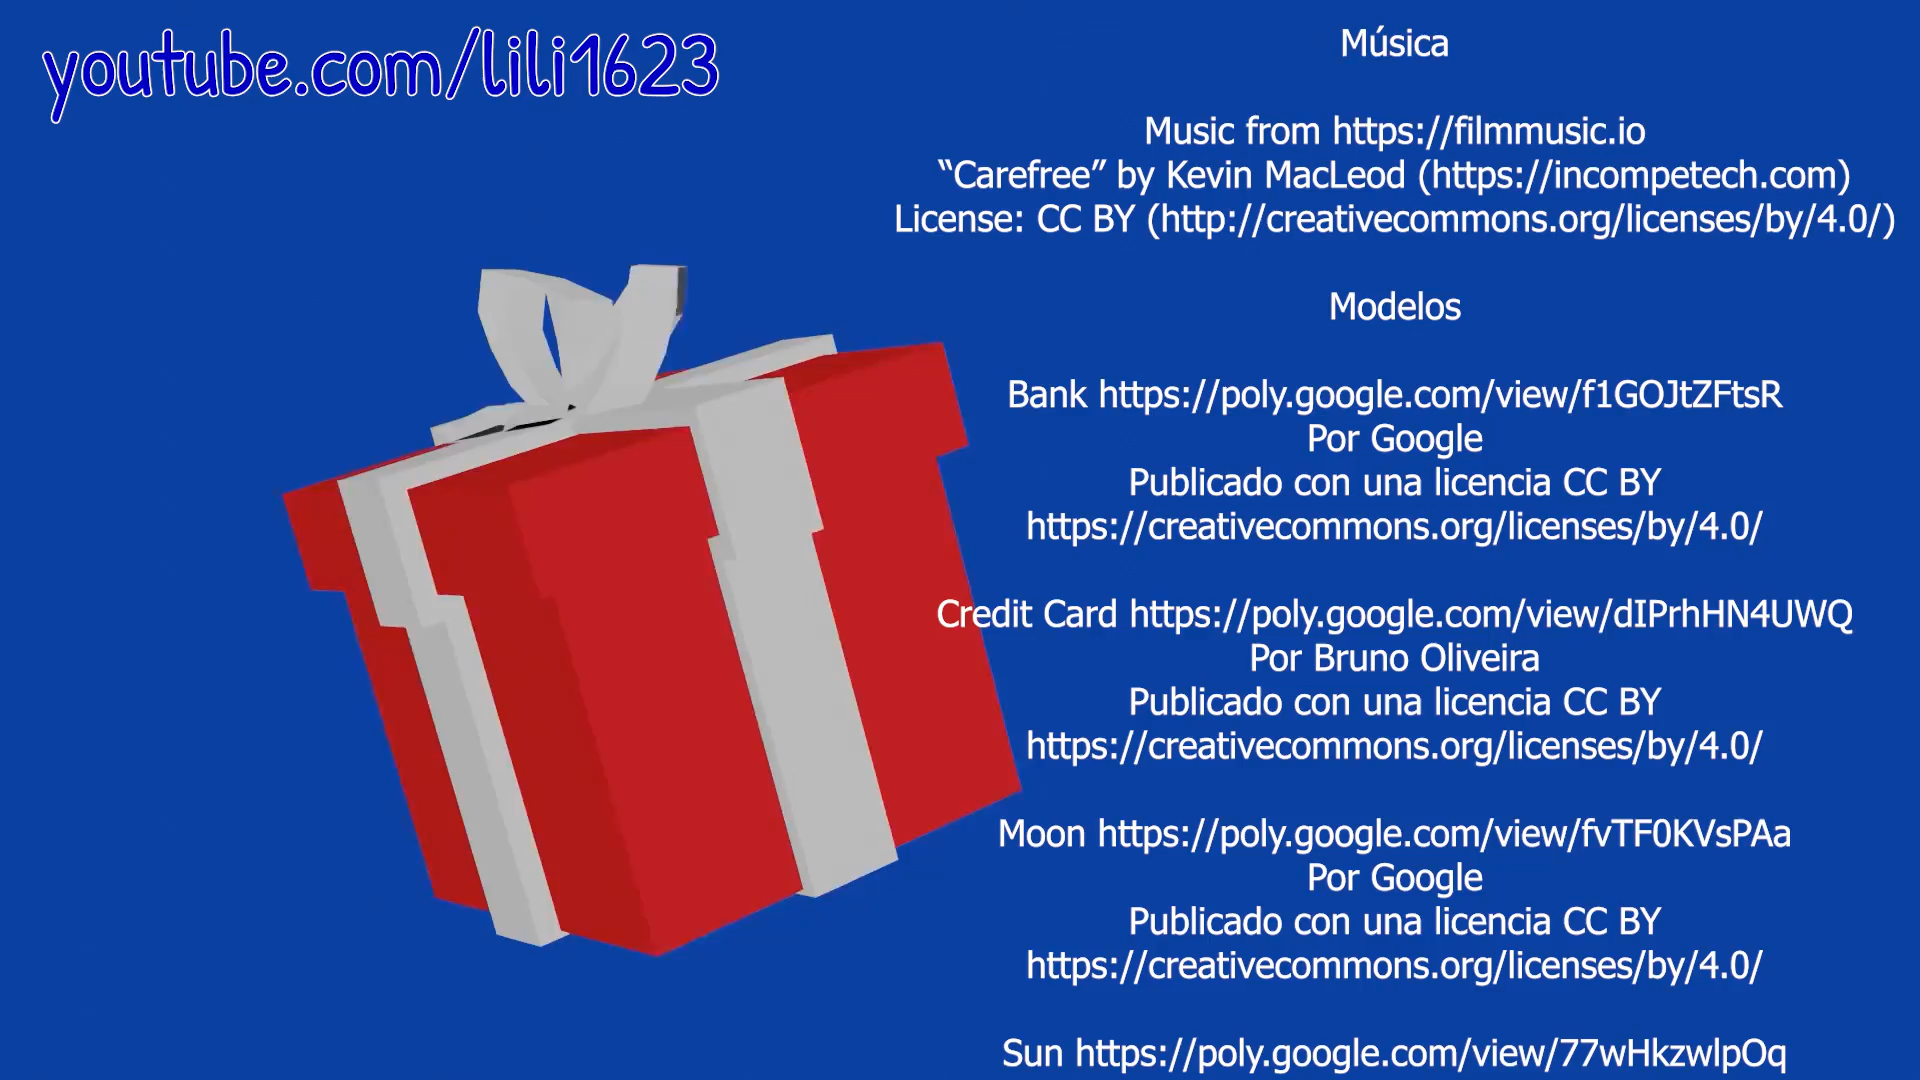 youtube.com/lili1623
Música
Music from https://filmmusic.io
“Carefree” by Kevin MacLeod (https://incompetech.com)
License: CC BY (http://creativecommons.org/licenses/by/4.0/)
Modelos
Bank https://poly.google.com/view/f1GOJtZFtsR
Por Google
Publicado con una licencia CC BY
https://creativecommons.org/licenses/by/4.0/
Credit Card https://poly.google.com/view/dIPrhHN4UWQ
Por Bruno Oliveira
Publicado con una licencia CC BY
https://creativecommons.org/licenses/by/4.0/
Moon https://poly.google.com/view/fvTF0KVsPAa
Por Google
Publicado con una licencia CC BY
https://creativecommons.org/licenses/by/4.0/
Sun https://poly.google.com/view/77wHkzwlpOq